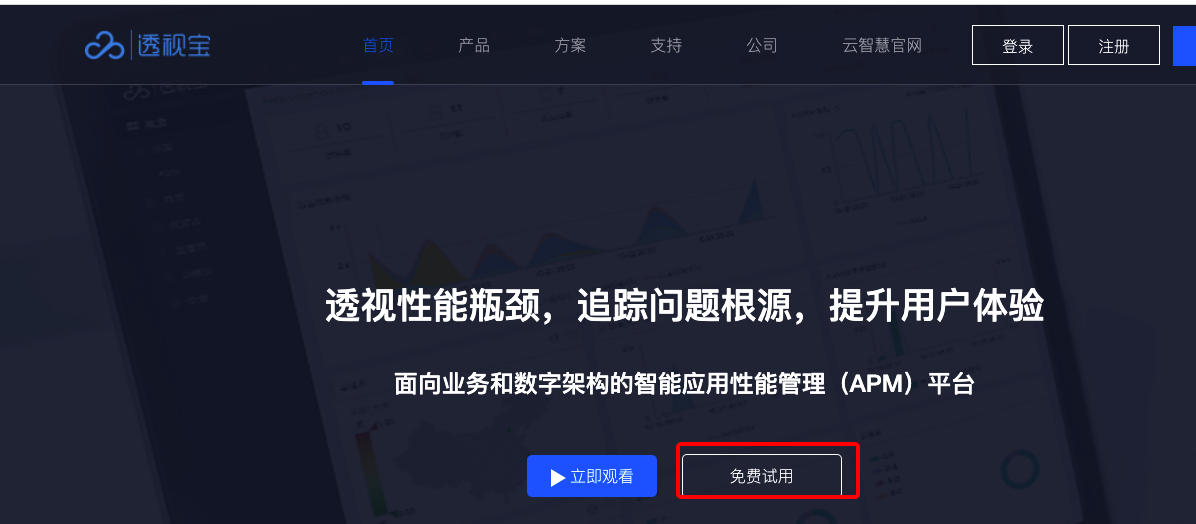 透视宝
首页 产品 方案 支持 公司 云智慧官网 登录 注册
透视性能瓶颈，追踪问题根源，提升用户体验
面向业务和数字架构的智能应用性能管理（APM）平台
立即观看 免费试用